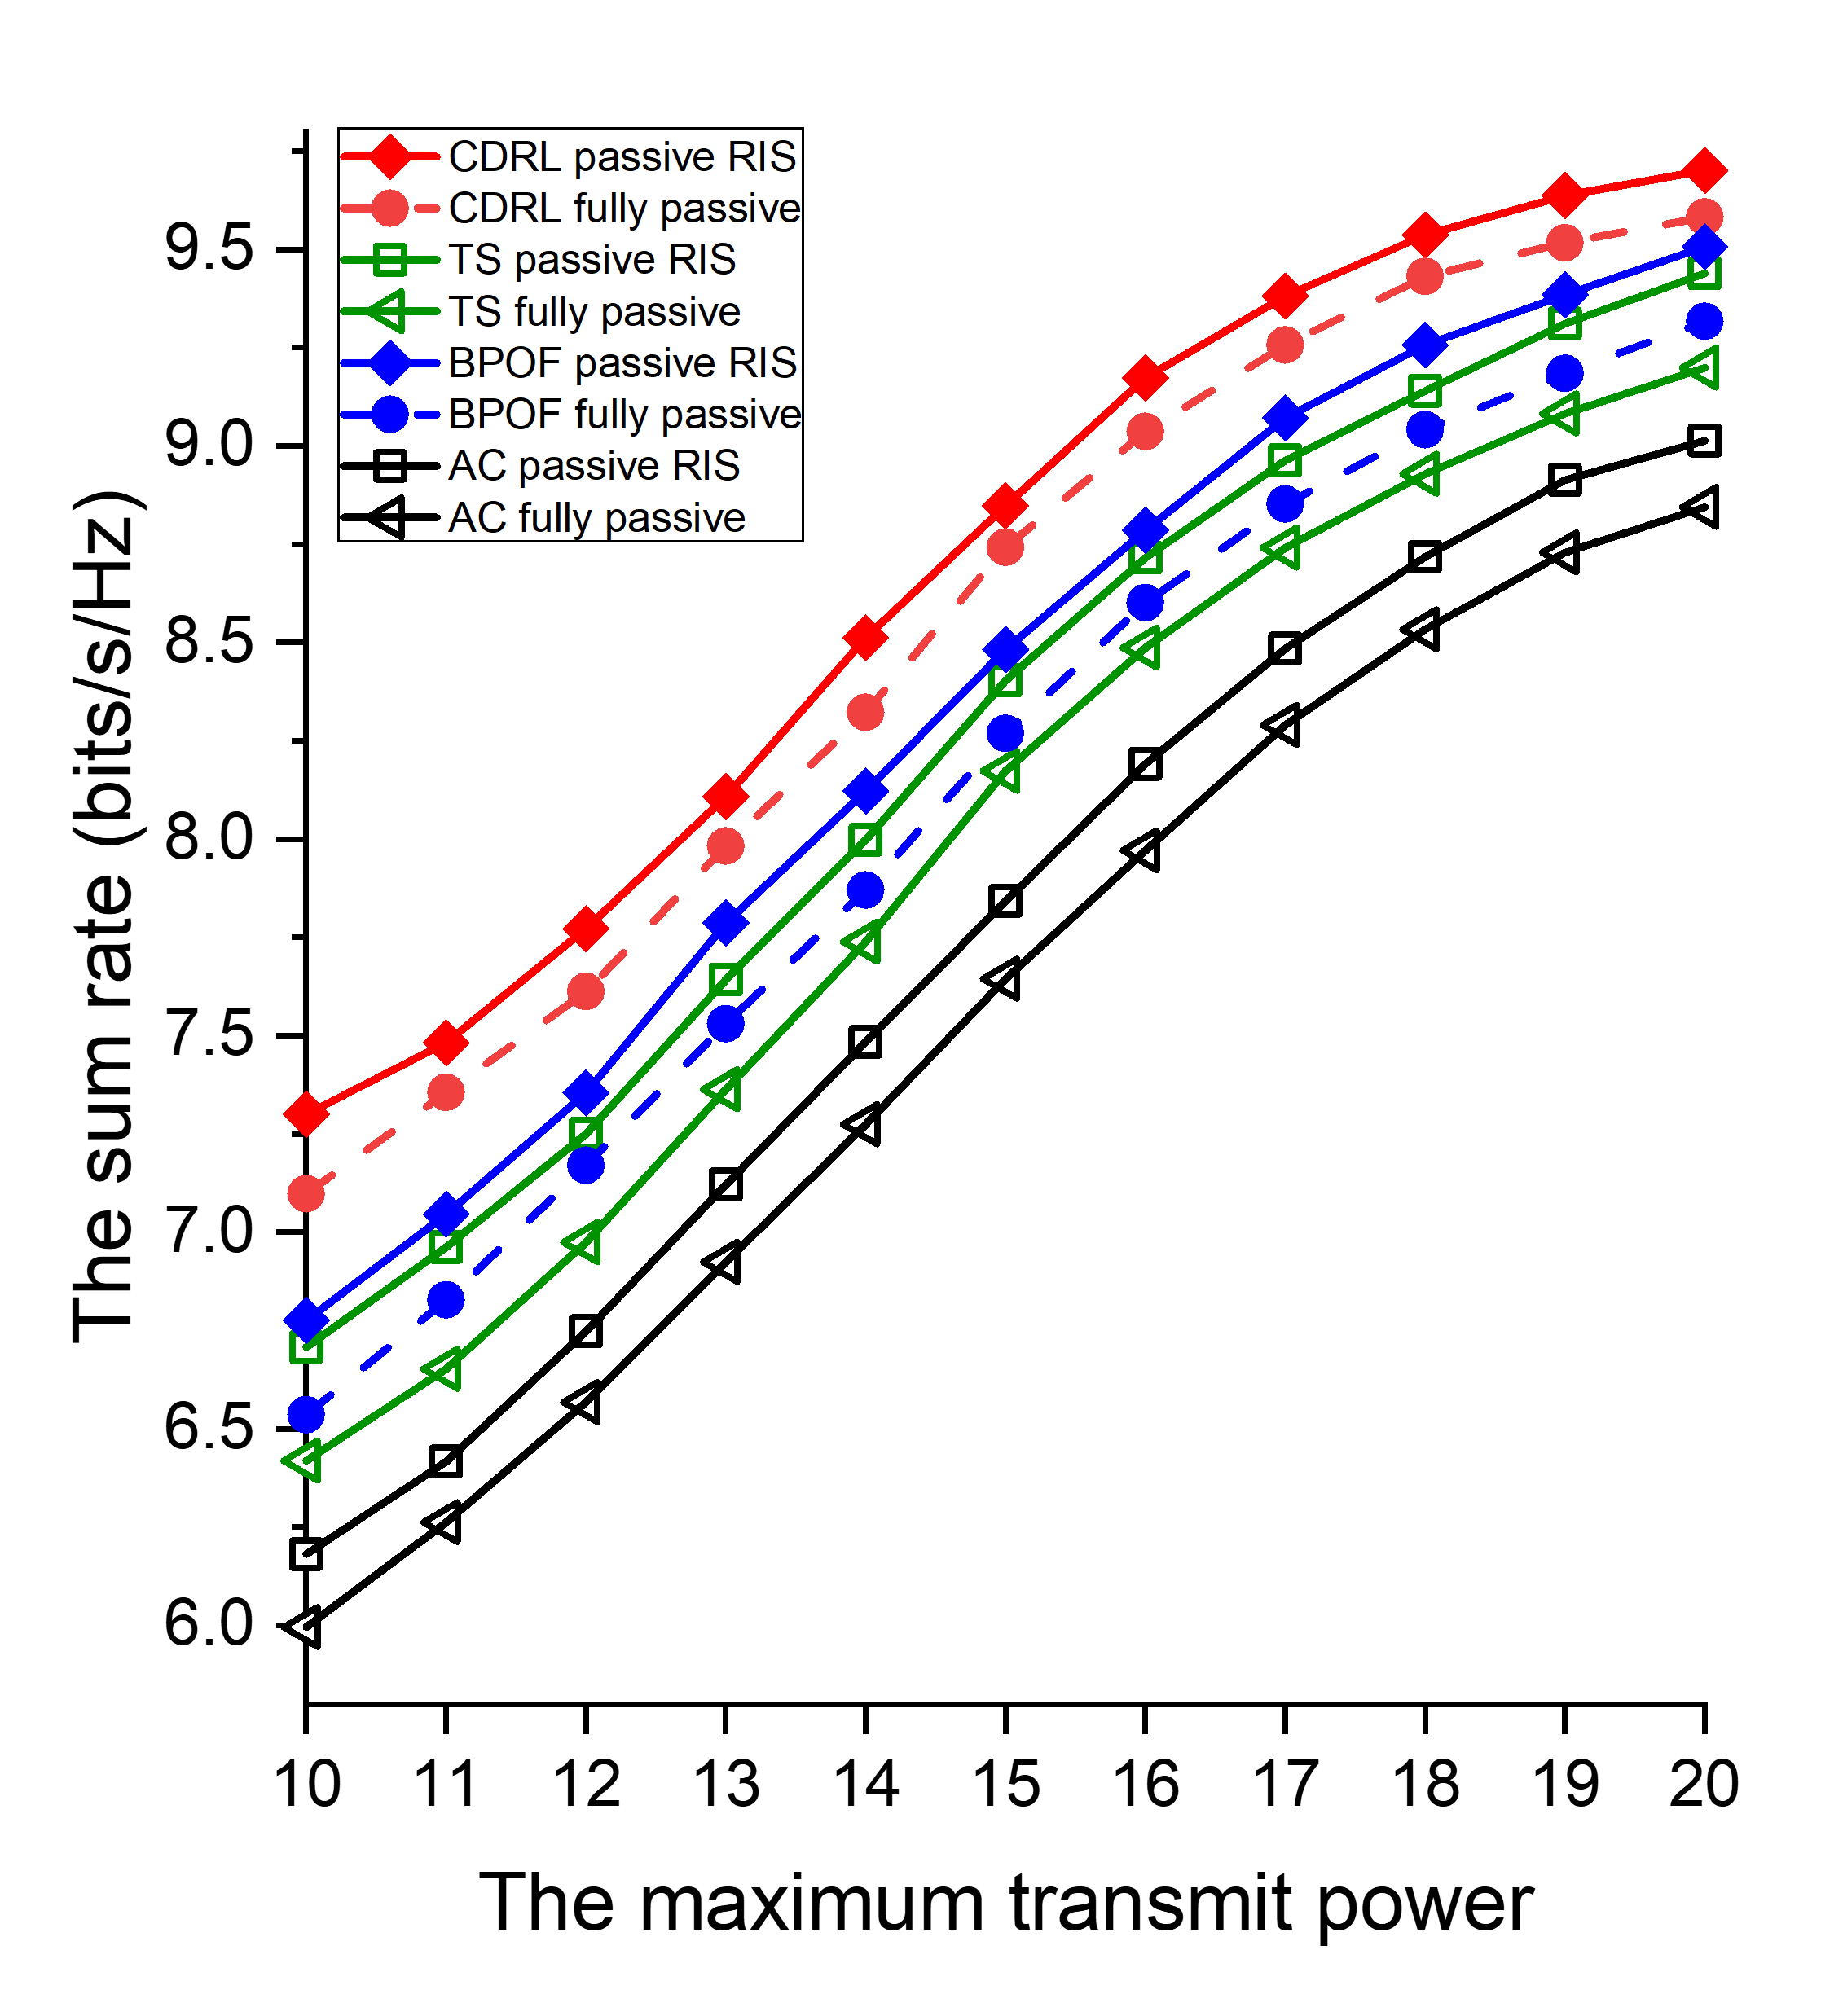 CDRL passive RIS
CDRL fully passive
TS passive RIS
TS fully passive
BPOF passive RIS
BPOF fully passive
AC passive RIS
AC fully passive
The sum rate (bits/s/Hz)
9.5
9.0
8.5
8.0
7.5
7.0
6.5
6.0
10 11 12 13 14 15 16 17 18 19 20
The maximum transmit power